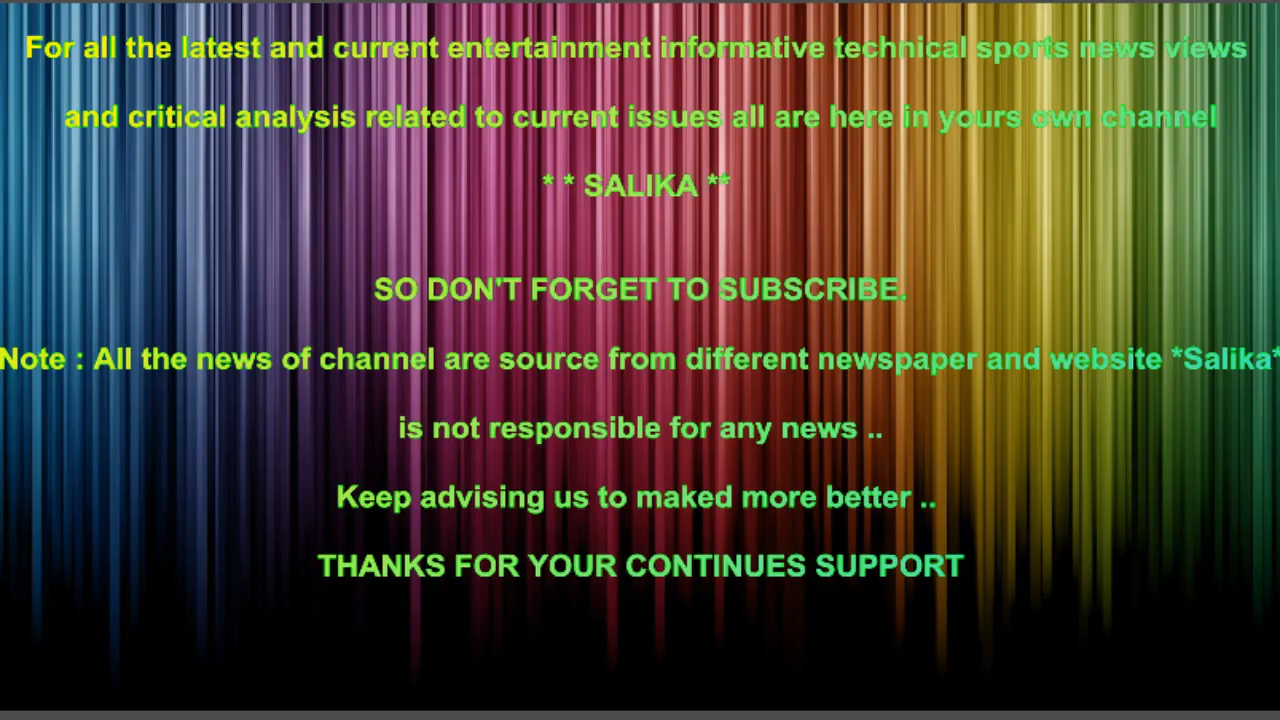 For all the latest and current entertainment informative technical sports news views
and critical analysis related to current issues all are here in yours own channel
* * SALIKA **
SO DON'T FORGET TO SUBSCRIBE.
Note : All the news of channel are source from different newspaper and website *Salika*
is not responsible for any news ..
Keep advising us to maked more better ..
THANKS FOR YOUR CONTINUES SUPPORT